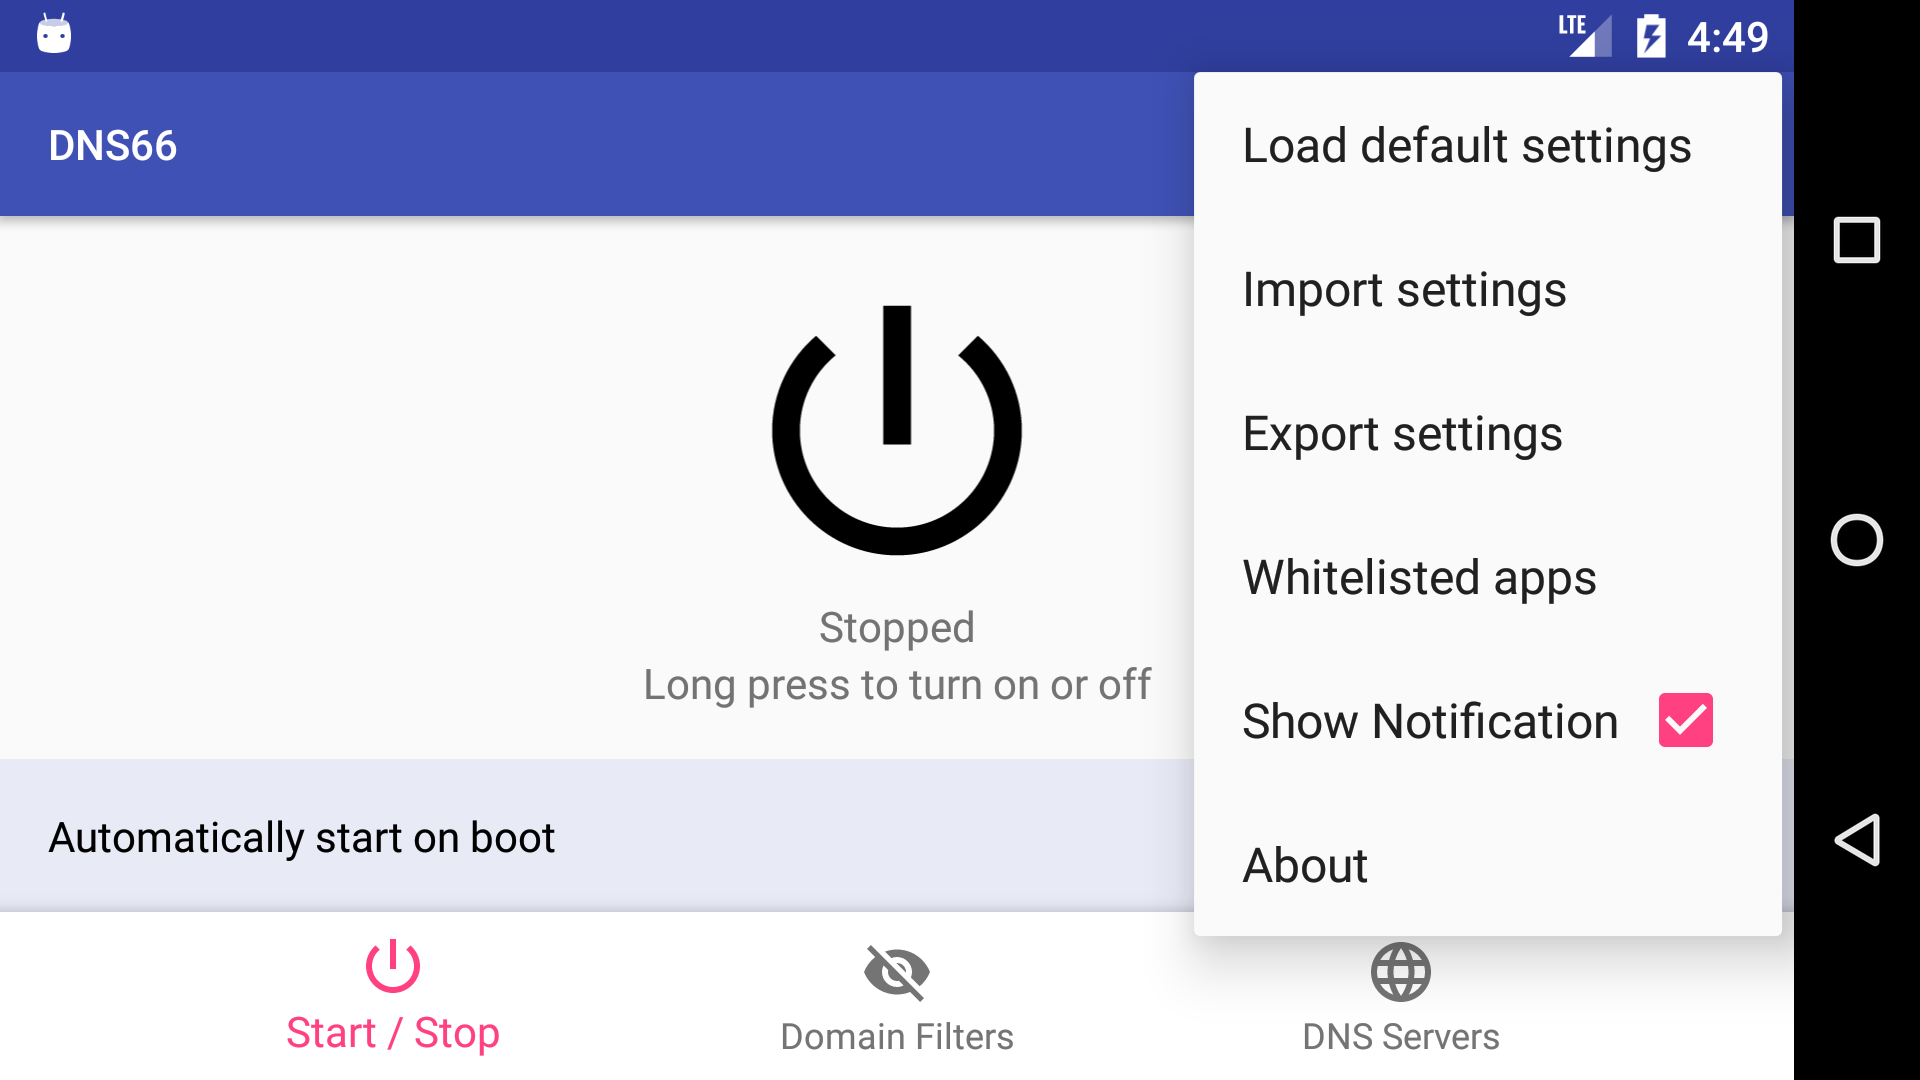 LTE 4:49
DNS66
Load default settings
Import settings
Export settings
Whitelisted apps
Show Notification
About
Stopped
Long press to turn on or off
Automatically start on boot
Start / Stop
Domain Filters
DNS Servers